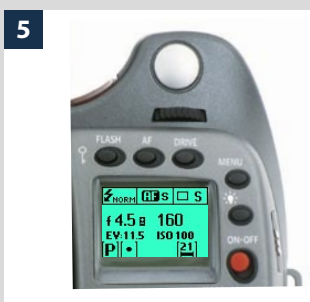 5
FLASH AF DRIVE
MENU
NORM AF S S
f 4.5 160
EV:11.5 ISO 100
ON-OFF
[P] [•] [21]